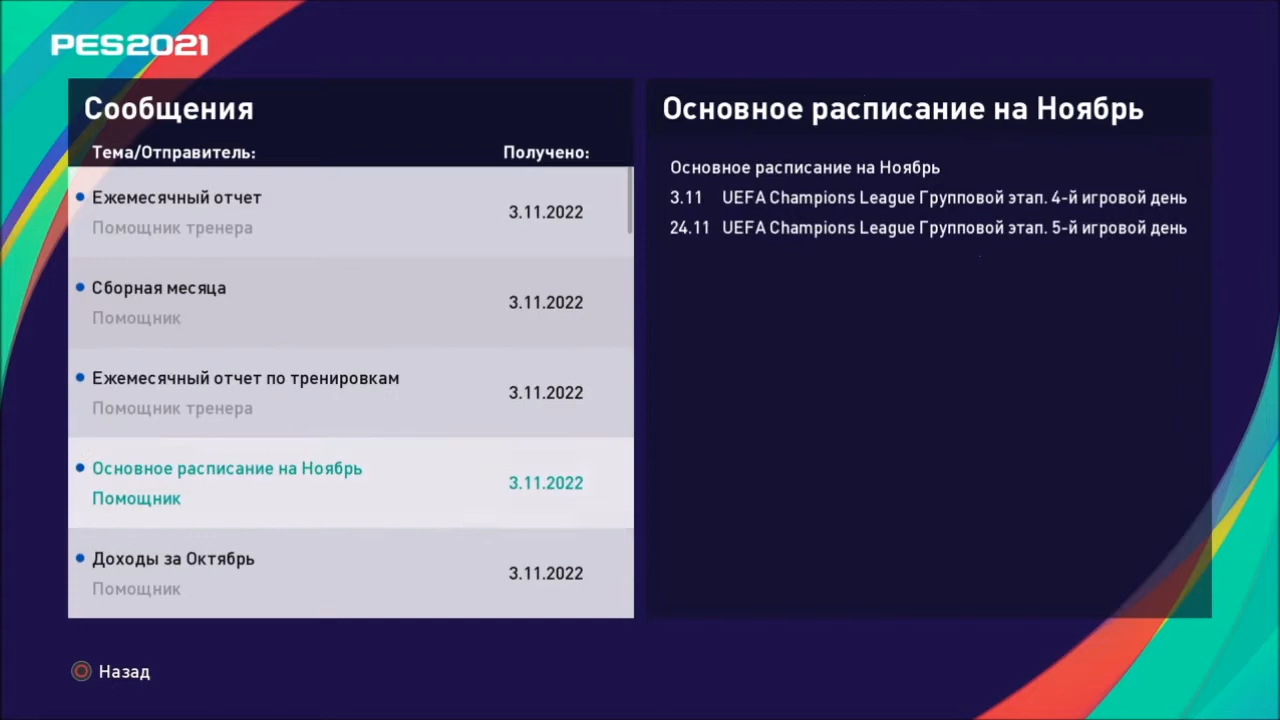 PES2021
Сообщения
Тема/Отправитель: Получено:
Ежемесячный отчет
Помощник тренера
3.11.2022
Сборная месяца
Помощник
3.11.2022
Ежемесячный отчет по тренировкам
Помощник тренера
3.11.2022
Основное расписание на Ноябрь
Помощник
3.11.2022
Доходы за Октябрь
Помощник
3.11.2022
Основное расписание на Ноябрь
Основное расписание на Ноябрь
3.11 UEFA Champions League Групповой этап. 4-й игровой день
24.11 UEFA Champions League Групповой этап. 5-й игровой день
Назад